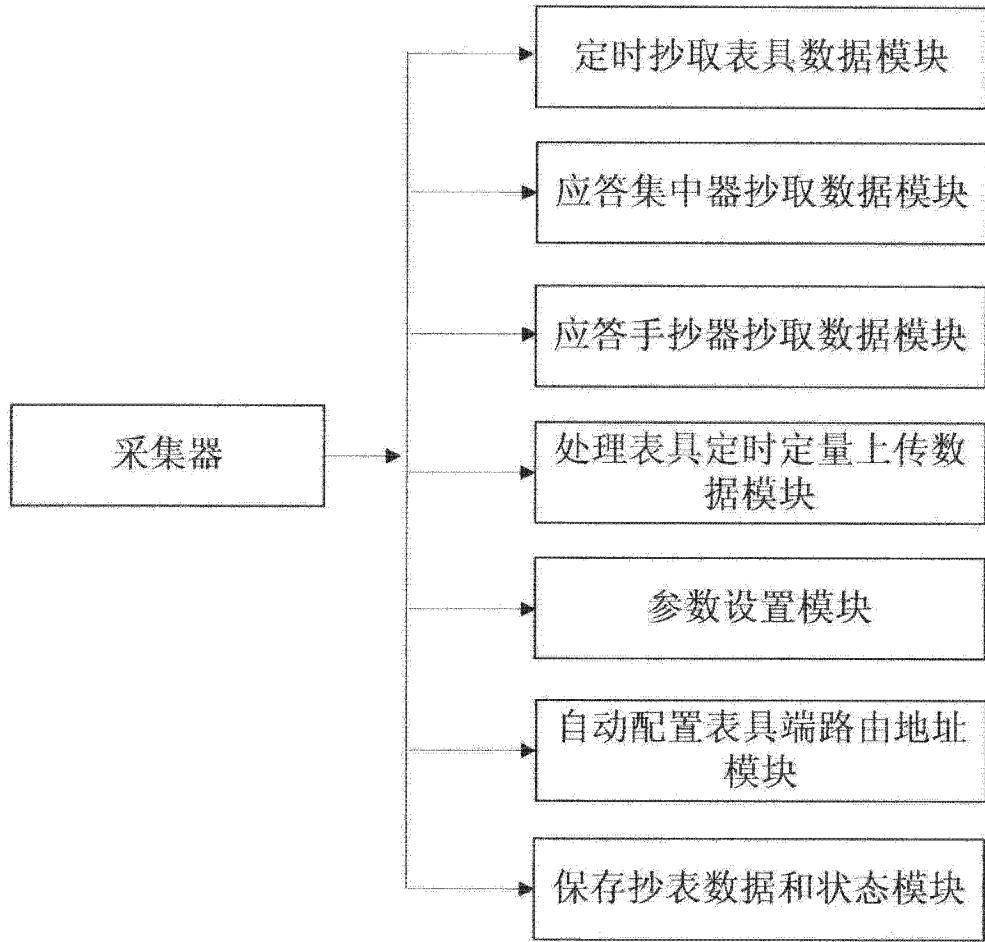 定时抄取表具数据模块
应答集中器抄取数据模块
应答手抄器抄取数据模块
采集器
处理表具定时定量上传数
据模块
参数设置模块
自动配置表具端路由地址
模块
保存抄表数据和状态模块